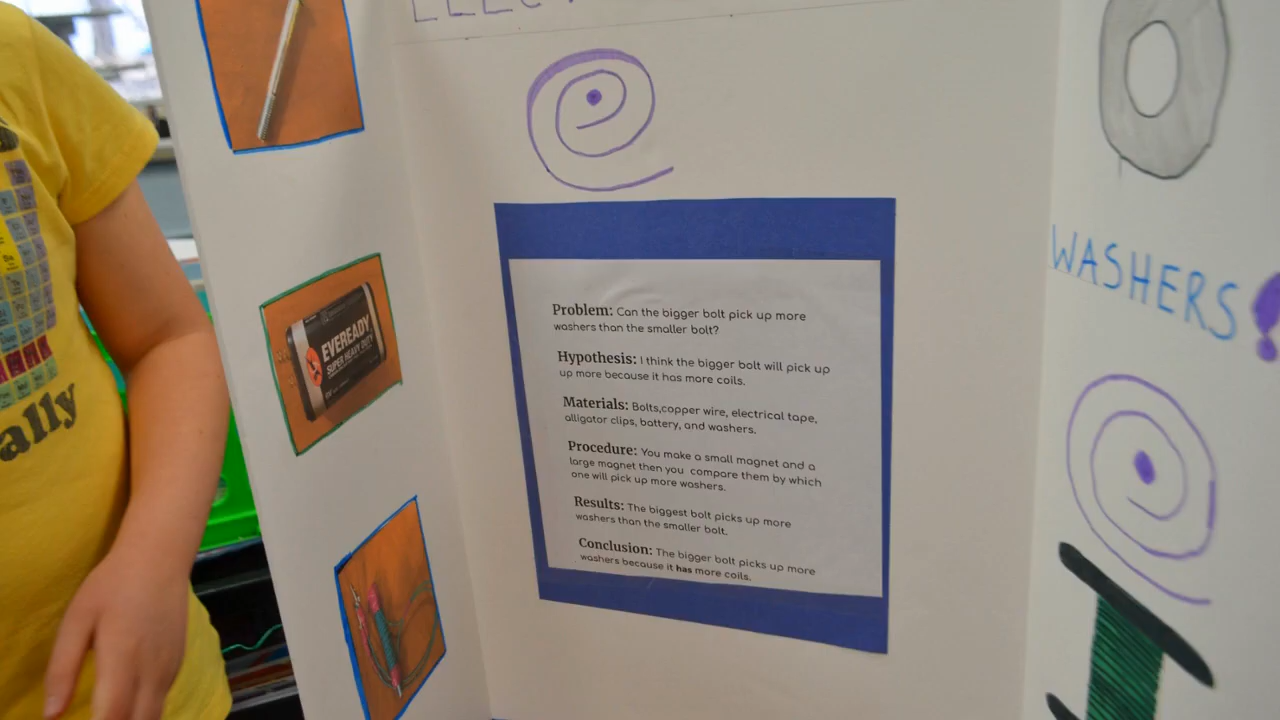 Problem: Can the bigger bolt pick up more
washers than the smaller bolt?
Hypothesis: I think the bigger bolt will pick up
up more because it has more coils.
Materials: Bolts,copper wire, electrical tape,
alligator clips, battery, and washers.
Procedure: You make a small magnet and a
large magnet then you compare them by which
one will pick up more washers.
Results: The biggest bolt picks up more
washers than the smaller bolt.
Conclusion: The bigger bolt picks up more
washers because it has more coils.
EVEREADY
SUPER HEAVY DUTY
WASHERS
ally